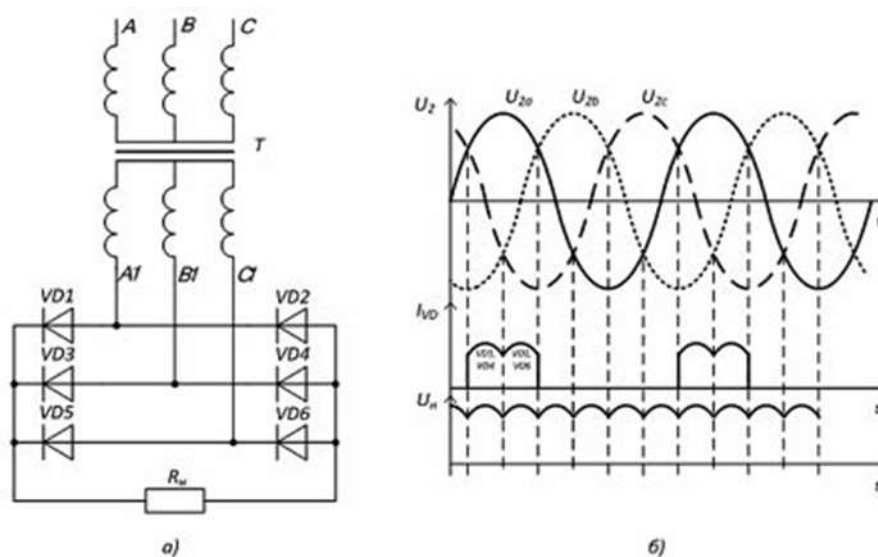 A B C
T
A1 B1 C1
VD1 VD2
VD3 VD4
VD5 VD6
Rн
а)
U2 U2a U2b U2c
IVD
VD1, VD1,
VD4 VD6
Uн
t
t
б)